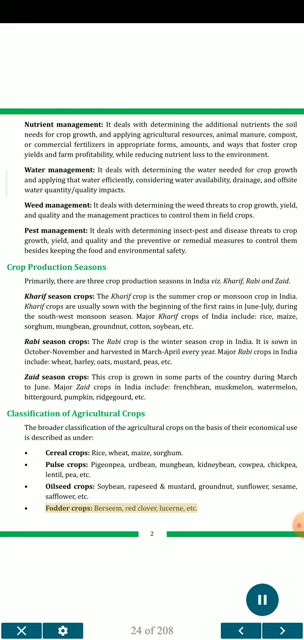 Nutrient management: It deals with determining the additional nutrients the soil
needs for crop growth, and applying agricultural resources, animal manure, compost,
or commercial fertilizers in appropriate forms, amounts, and ways that foster crop
yields and farm profitability, while reducing nutrient loss to the environment.
Water management: It deals with determining the water needed for crop growth
and applying that water efficiently, considering water availability, drainage, and offsite
water quantity/quality impacts.
Weed management: It deals with determining the weed threats to crop growth, yield,
and quality and the management practices to control them in field crops.
Pest management: It deals with determining insect-pest and disease threats to crop
growth, yield, and quality and the preventive or remedial measures to control them
besides keeping the food and environmental safety.
Crop Production Seasons
Primarily, there are three crop production seasons in India viz. Kharif, Rabi and Zaid.
Kharif season crops: The Kharif crop is the summer crop or monsoon crop in India.
Kharif crops are usually sown with the beginning of the first rains in June-July, during
the south-west monsoon season. Major Kharif crops of India include: rice, maize,
sorghum, mungbean, groundnut, cotton, soybean, etc.
Rabi season crops: The Rabi crop is the winter season crop in India. It is sown in
October-November and harvested in March-April every year. Major Rabi crops in India
include: wheat, barley, oats, mustard, peas, etc.
Zaid season crops: This crop is grown in some parts of the country during March
to June. Major Zaid crops in India include: frenchbean, muskmelon, watermelon,
bittergourd, pumpkin, ridgegourd, etc.
Classification of Agricultural Crops
The broader classification of the agricultural crops on the basis of their economical use
is described as under:
• Cereal crops: Rice, wheat, maize, sorghum.
• Pulse crops: Pigeonpea, urdbean, mungbean, kidneybean, cowpea, chickpea,
lentil, pea, etc.
• Oilseed crops: Soybean, rapeseed & mustard, groundnut, sunflower, sesame,
safflower, etc.
• Fodder crops: Berseem, red clover, lucerne, etc.
2
24 of 208